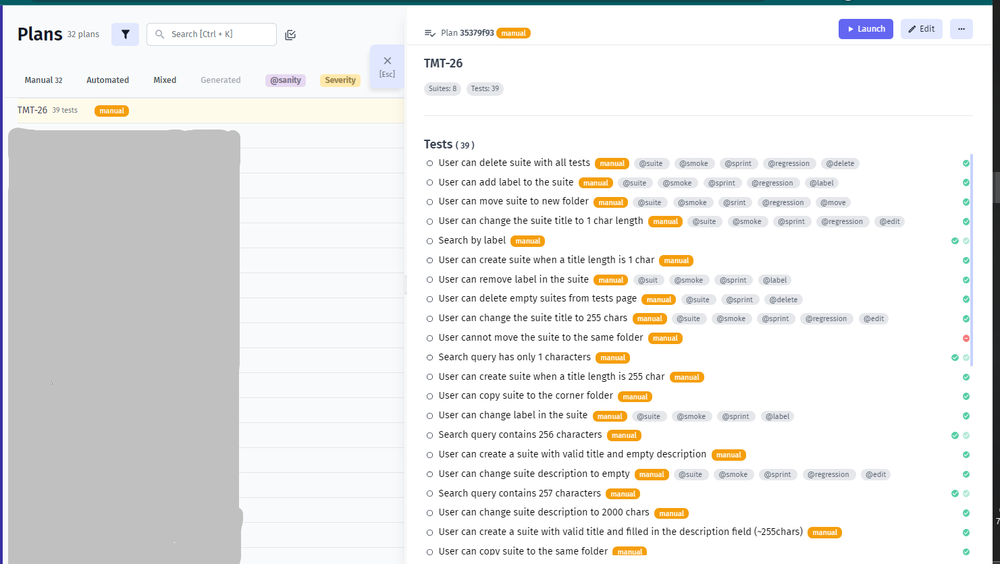 Plans 32 plans Search [Ctrl + K]
[Esc]
Manual 32 Automated Mixed Generated @sanity Severity
TMT-26 39 tests manual
Plan 35379f93 manual Launch Edit ...
TMT-26
Suites: 8 Tests: 39
Tests ( 39 )
User can delete suite with all tests manual @suite @smoke @sprint @regression @delete
User can add label to the suite manual @suite @smoke @sprint @regression @label
User can move suite to new folder manual @suite @smoke @srint @regression @move
User can change the suite title to 1 char length manual @suite @smoke @sprint @regression @edit
Search by label manual
User can create suite when a title length is 1 char manual
User can remove label in the suite manual @suit @smoke @sprint @label
User can delete empty suites from tests page manual @suite @sprint @delete
User can change the suite title to 255 chars manual @suite @smoke @sprint @regression @edit
User cannot move the suite to the same folder manual
Search query has only 1 characters manual
User can create suite when a title length is 255 char manual
User can copy suite to the corner folder manual
User can change label in the suite manual @suite @smoke @sprint @label
Search query contains 256 characters manual
User can create a suite with valid title and empty description manual
User can change suite description to empty manual @suite @smoke @sprint @regression @edit
Search query contains 257 characters manual
User can change suite description to 2000 chars manual
User can create a suite with valid title and filled in the description field (~255chars) manual
User can copy suite to the same folder manual